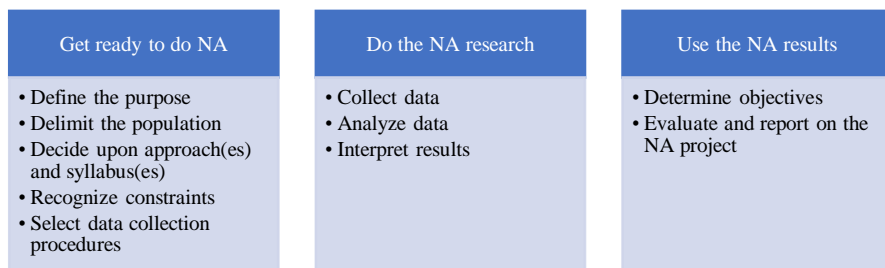 Get ready to do NA
• Define the purpose
• Delimit the population
• Decide upon approach(es)
and syllabus(es)
• Recognize constraints
• Select data collection
procedures
Do the NA research
• Collect data
• Analyze data
• Interpret results
Use the NA results
• Determine objectives
• Evaluate and report on the
NA project